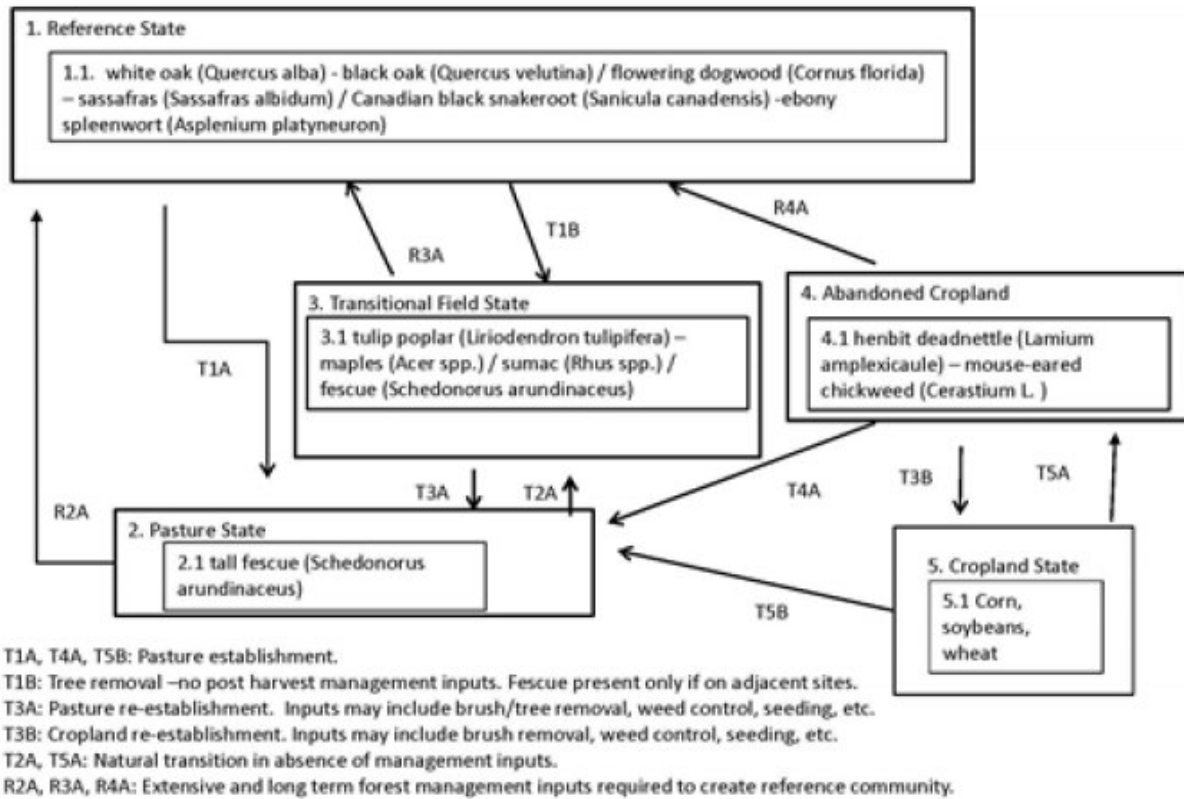 1. Reference State
1.1. white oak (Quercus alba) - black oak (Quercus velutina) / flowering dogwood (Cornus florida)
– sassafras (Sassafras albidum) / Canadian black snakeroot (Sanicula canadensis) -ebony
spleenwort (Asplenium platyneuron)
R4A
T1B
R3A
3. Transitional Field State
3.1 tulip poplar (Liriodendron tulipifera) –
maples (Acer spp.) / sumac (Rhus spp.) /
fescue (Schedonorus arundinaceus)
4. Abandoned Cropland
4.1 henbit deadnettle (Lamium
amplexicaule) – mouse-eared
chickweed (Cerastium L. )
T1A
R2A
T3A
T2A
T4A
T3B
T5A
2. Pasture State
2.1 tall fescue (Schedonorus
arundinaceus)
T5B
5. Cropland State
5.1 Corn,
soybeans,
wheat
T1A, T4A, T5B: Pasture establishment.
T1B: Tree removal –no post harvest management inputs. Fescue present only if on adjacent sites.
T3A: Pasture re-establishment. Inputs may include brush/tree removal, weed control, seeding, etc.
T3B: Cropland re-establishment. Inputs may include brush removal, weed control, seeding, etc.
T2A, T5A: Natural transition in absence of management inputs.
R2A, R3A, R4A: Extensive and long term forest management inputs required to create reference community.